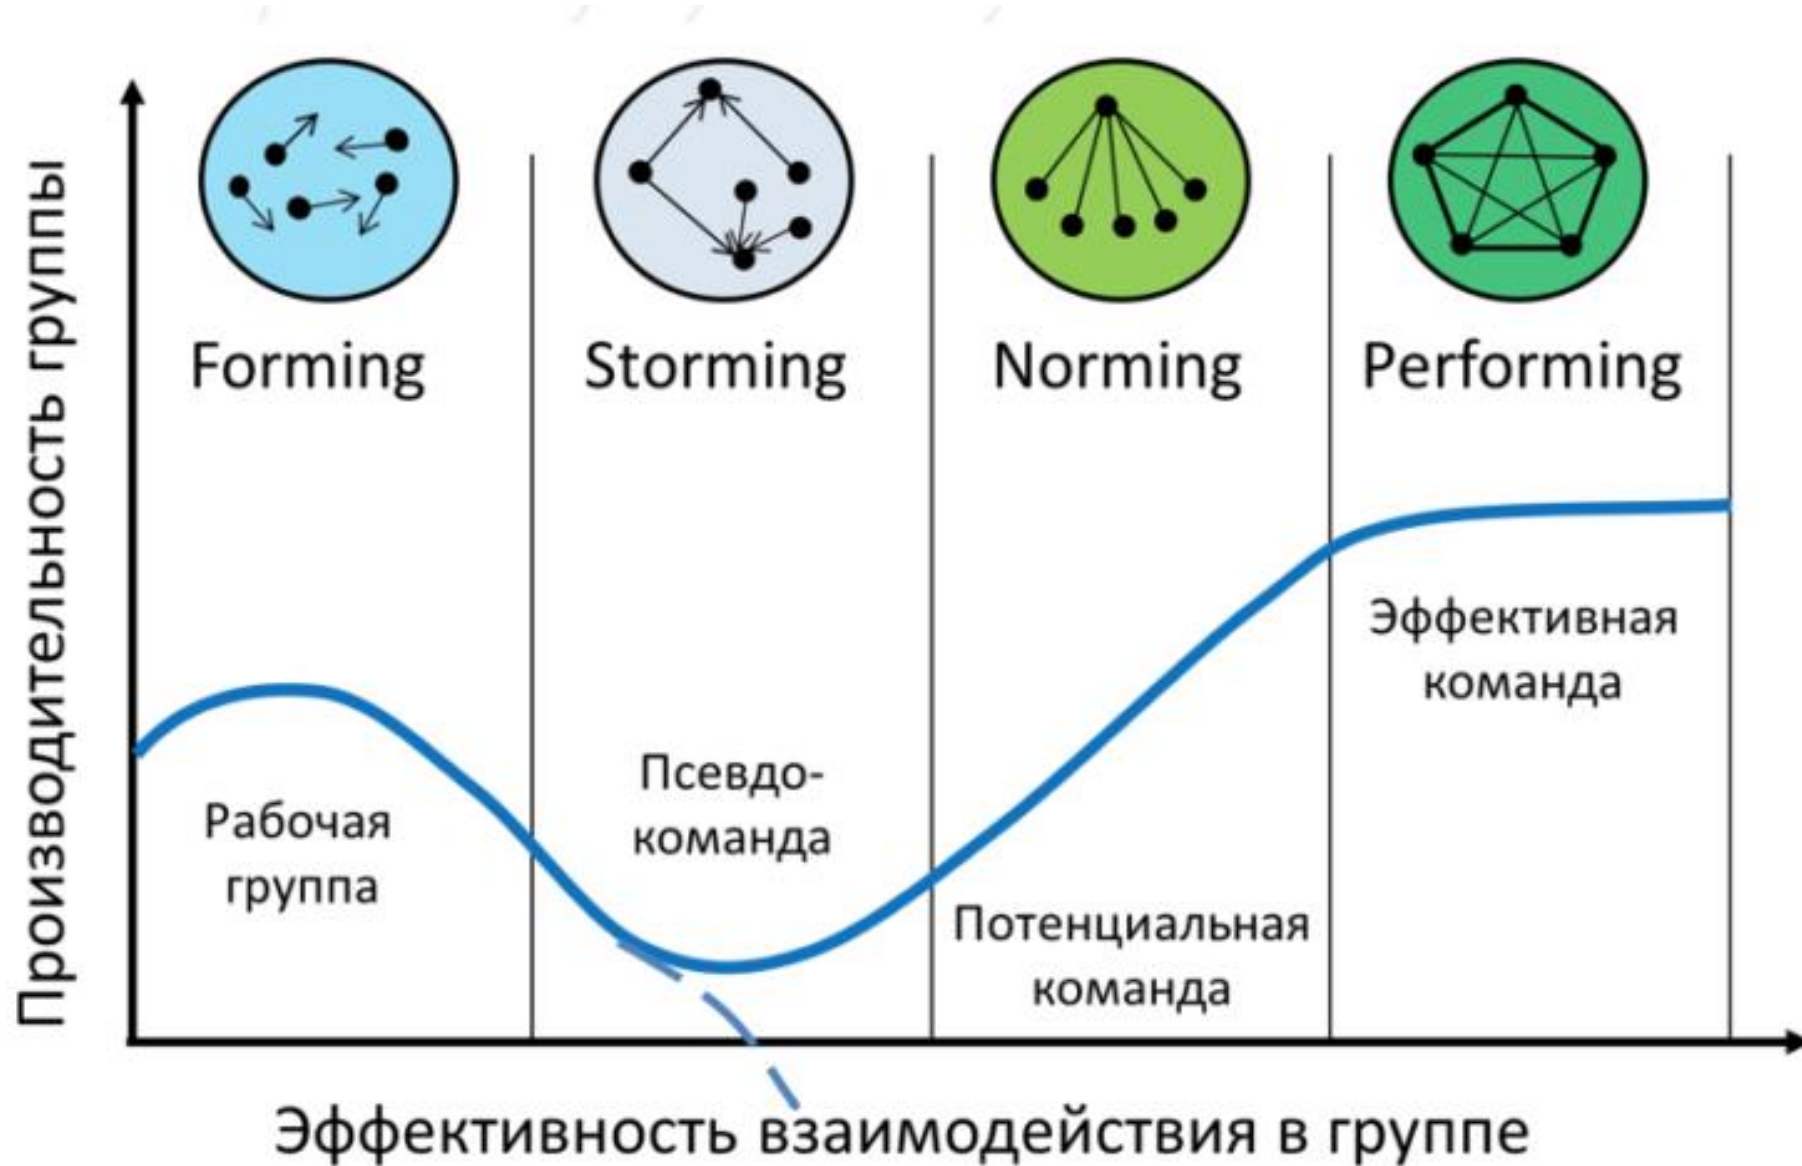 Производительность группы
Forming
Storming
Norming
Performing
Рабочая
группа
Псевдо-
команда
Потенциальная
команда
Эффективная
команда
Эффективность взаимодействия в группе